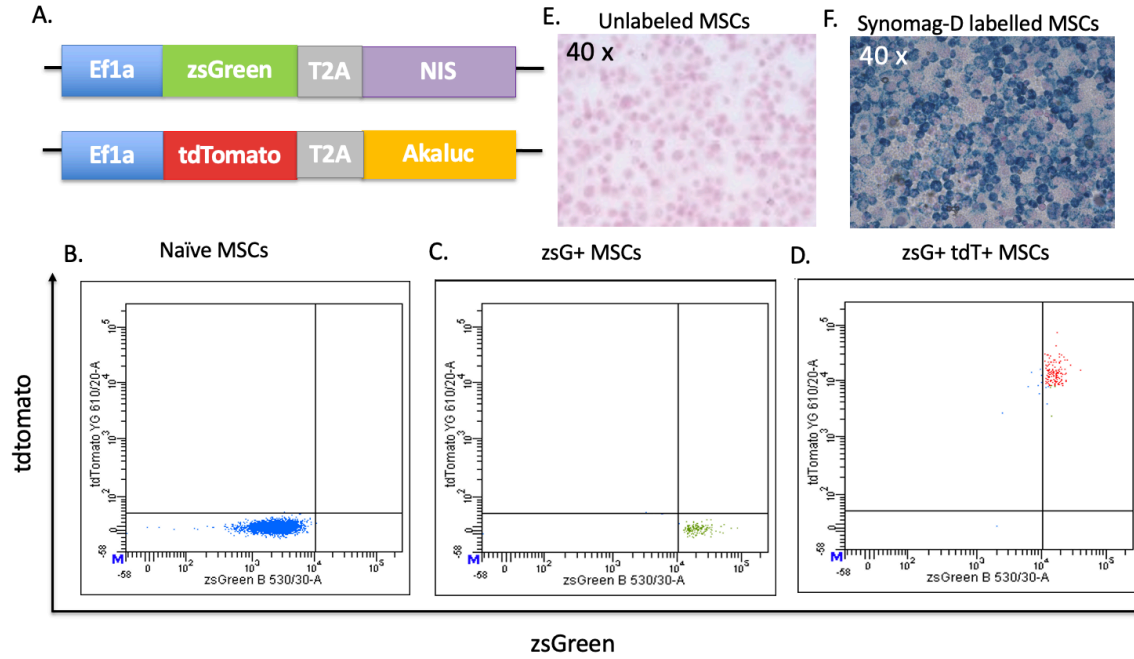 A.
Ef1a zsGreen T2A NIS
Ef1a tdTomato T2A Akaluc
E.
Unlabeled MSCs
40 x
F.
Synomag-D labelled MSCs
40 x
B.
Naïve MSCs
tdTomato YG 610/20-A
10^5
10^4
10^3
10^2
0
-58
M
-58 0 10^2 10^3 10^4 10^5
zsGreen B 530/30-A
C.
zsG+ MSCs
tdTomato YG 610/20-A
10^5
10^4
10^3
10^2
0
-58
M
-58 0 10^2 10^3 10^4 10^5
zsGreen B 530/30-A
D.
zsG+ tdT+ MSCs
tdTomato YG 610/20-A
10^5
10^4
10^3
10^2
0
-58
M
-58 0 10^2 10^3 10^4 10^5
zsGreen B 530/30-A
tdtomato
zsGreen